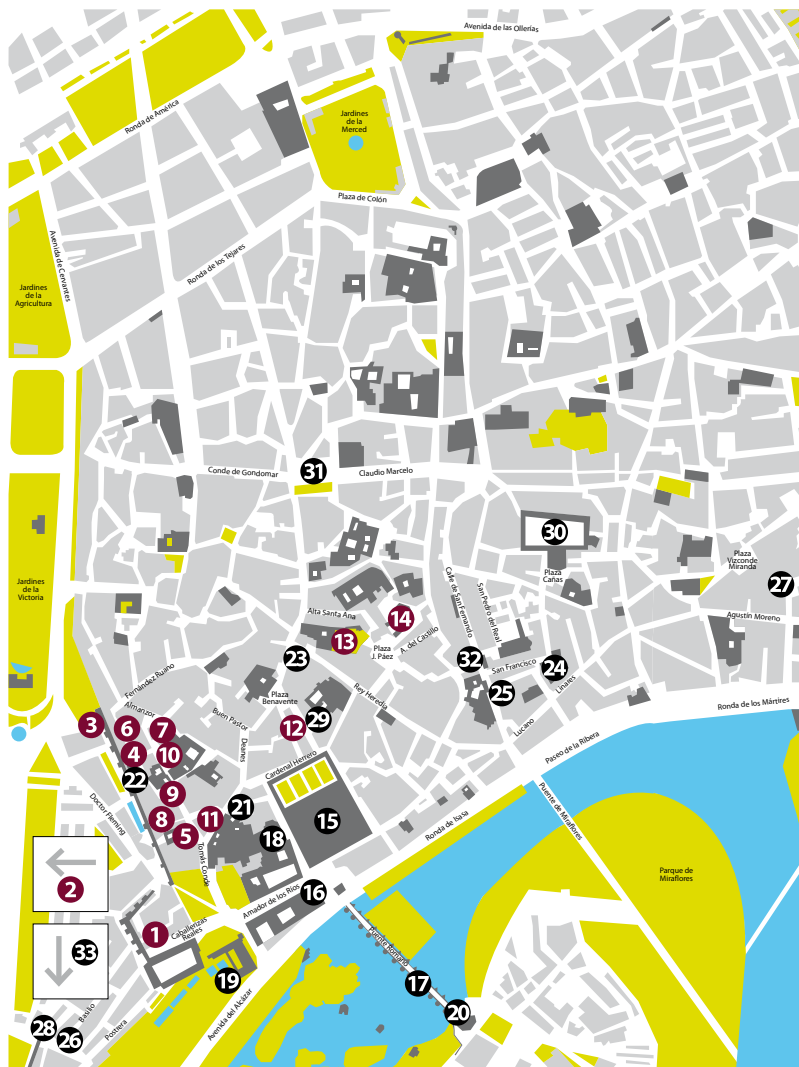 Avenida de las Ollerías
Ronda de América
Jardines
de la
Merced
Plaza de Colón
Avenida de Cervantes
Ronda de los Tejares
Jardines
de la
Agricultura
Conde de Gondomar
31
Claudio Marcelo
30
Plaza
Cañas
Plaza
Vizconde
Miranda
27
Jardines
de la
Victoria
Calle de San Fernando
San Pedro del Real
Agustín Moreno
Alta Santa Ana
14
13
A. del Castillo
Plaza
J. Páez
23
32
San Francisco
24
25
Linares
Fernández Ruano
Plaza
Benavente
Rey Heredia
Almanzor
Buen Pastor
29
12
Lucano
Ronda de los Mártires
3
6
7
4
10
Deanes
Paseo de la Ribera
22
Cardenal Herrero
9
Doctor Fleming
21
8
11
5
15
18
Ronda de Isasa
Puente de Miraflores
Tomás Conde
Parque de
Miraflores
2
16
Amador de los Ríos
1
Caballerizas
Reales
33
Puente Romano
19
17
Avenida del Alcázar
20
Basilio
Postrera
28
26